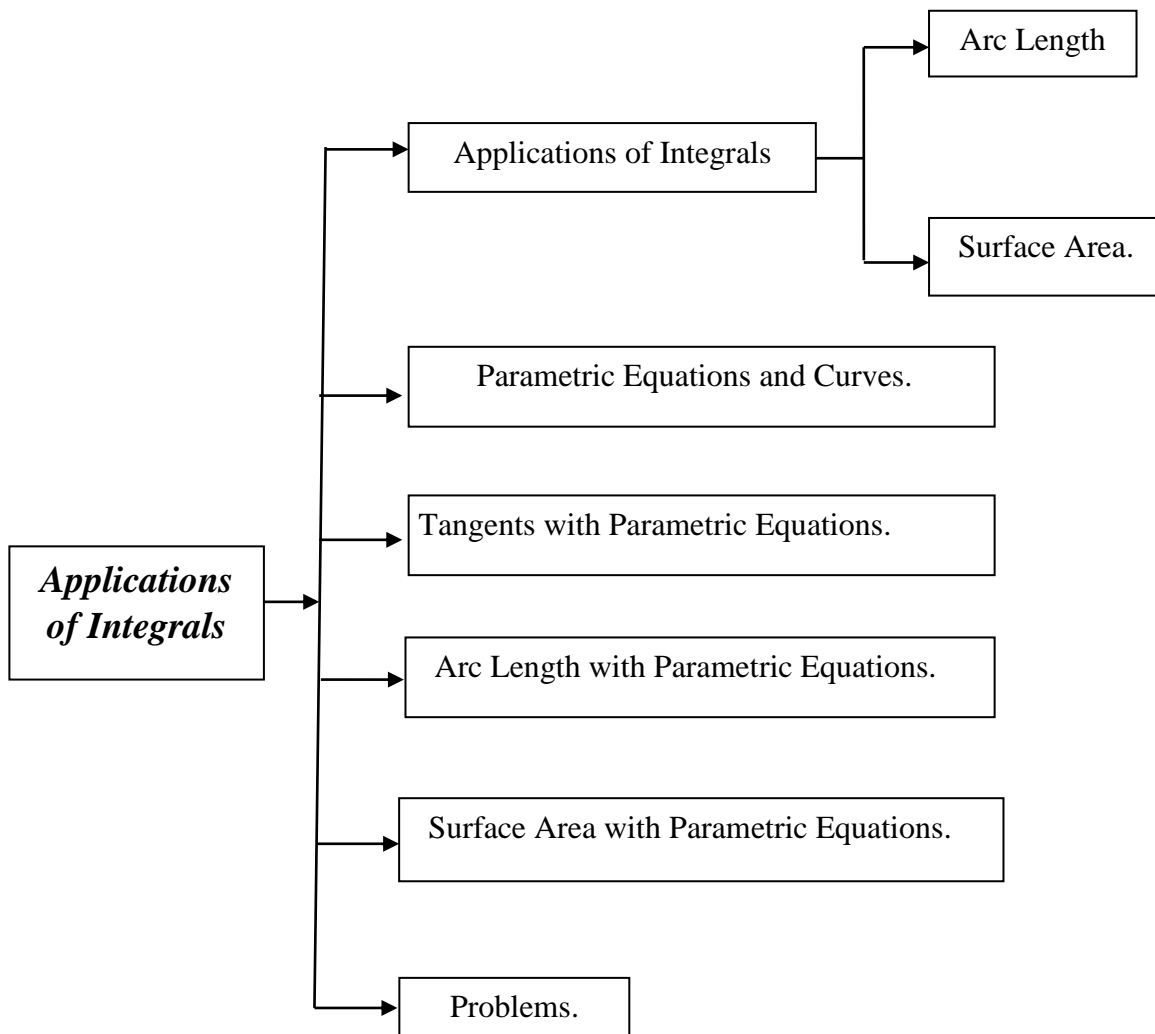 Arc Length
Applications of Integrals
Surface Area.
Parametric Equations and Curves.
Tangents with Parametric Equations.
Applications
of Integrals
Arc Length with Parametric Equations.
Surface Area with Parametric Equations.
Problems.